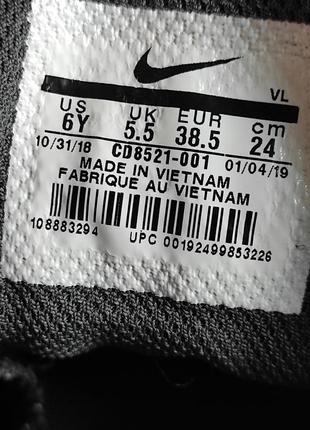 VL
US UK EUR cm
6Y 5.5 38.5 24
10/31/18 CD8521-001 01/04/19
MADE IN VIETNAM
FABRIQUE AU VIETNAM
108883294 UPC 00192499853226